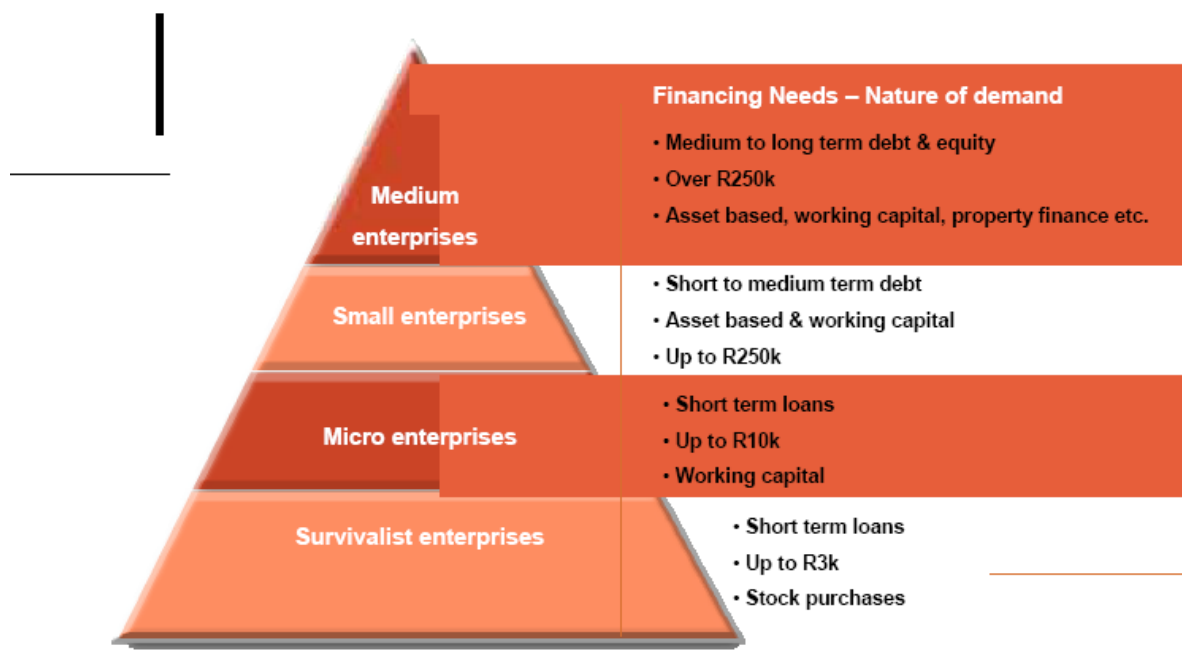 Financing Needs – Nature of demand
• Medium to long term debt & equity
• Over R250k
• Asset based, working capital, property finance etc.
Medium
enterprises
• Short to medium term debt
• Asset based & working capital
• Up to R250k
Small enterprises
• Short term loans
• Up to R10k
• Working capital
Micro enterprises
• Short term loans
• Up to R3k
• Stock purchases
Survivalist enterprises